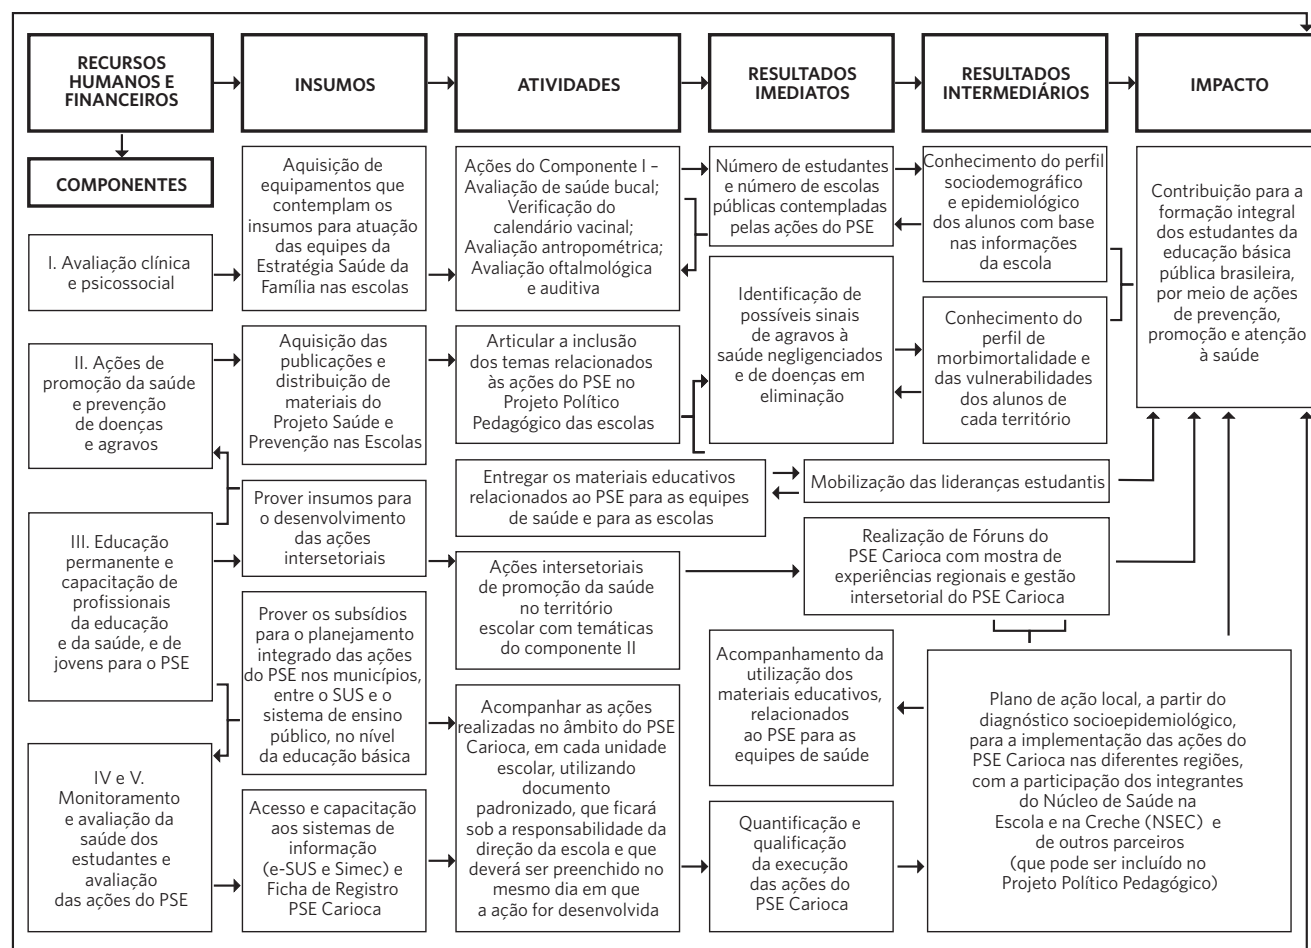 RECURSOS
HUMANOS E
FINANCEIROS
INSUMOS
ATIVIDADES
RESULTADOS
IMEDIATOS
RESULTADOS
INTERMEDIÁRIOS
IMPACTO
COMPONENTES
I. Avaliação clínica
e psicossocial
Aquisição de
equipamentos que
contemplam os
insumos para atuação
das equipes da
Estratégia Saúde da
Família nas escolas
Ações do Componente I –
Avaliação de saúde bucal;
Verificação do
calendário vacinal;
Avaliação antropométrica;
Avaliação oftalmológica
e auditiva
Número de estudantes
e número de escolas
públicas contempladas
pelas ações do PSE
Conhecimento do perfil
sociodemográfico
e epidemiológico
dos alunos com base
nas informações
da escola
Contribuição para a
formação integral
dos estudantes da
educação básica
pública brasileira,
por meio de ações
de prevenção,
promoção e atenção
à saúde
II. Ações de
promoção da saúde
e prevenção
de doenças
e agravos
Aquisição das
publicações e
distribuição de
materiais do
Projeto Saúde e
Prevenção nas Escolas
Articular a inclusão
dos temas relacionados
às ações do PSE no
Projeto Político
Pedagógico das escolas
Identificação de
possíveis sinais
de agravos à
saúde negligenciados
e de doenças em
eliminação
Conhecimento do
perfil de
morbimortalidade e
das vulnerabilidades
dos alunos de
cada território
Entregar os materiais educativos
relacionados ao PSE para as equipes
de saúde e para as escolas
Mobilização das lideranças estudantis
III. Educação
permanente e
capacitação de
profissionais
da educação
e da saúde, e de
jovens para o PSE
Prover insumos para
o desenvolvimento
das ações
intersetoriais
Ações intersetoriais
de promoção da saúde
no território
escolar com temáticas
do componente II
Realização de Fóruns do
PSE Carioca com mostra de
experiências regionais e gestão
intersetorial do PSE Carioca
Prover os subsídios
para o planejamento
integrado das ações
do PSE nos municípios,
entre o SUS e o
sistema de ensino
público, no nível
da educação básica
Acompanhar as ações
realizadas no âmbito do PSE
Carioca, em cada unidade
escolar, utilizando
documento
padronizado, que ficará
sob a responsabilidade da
direção da escola e que
deverá ser preenchido no
mesmo dia em que
a ação for desenvolvida
Acompanhamento da
utilização dos
materiais educativos,
relacionados
ao PSE para as
equipes de saúde
Plano de ação local, a partir do
diagnóstico socioepidemiológico,
para a implementação das ações do
PSE Carioca nas diferentes regiões,
com a participação dos integrantes
do Núcleo de Saúde na
Escola e na Creche (NSEC) e
de outros parceiros
(que pode ser incluído no
Projeto Político Pedagógico)
IV e V.
Monitoramento
e avaliação da
saúde dos
estudantes e
avaliação
das ações do PSE
Acesso e capacitação
aos sistemas de
informação
(e-SUS e Simec) e
Ficha de Registro
PSE Carioca
Quantificação e
qualificação
da execução
das ações do
PSE Carioca